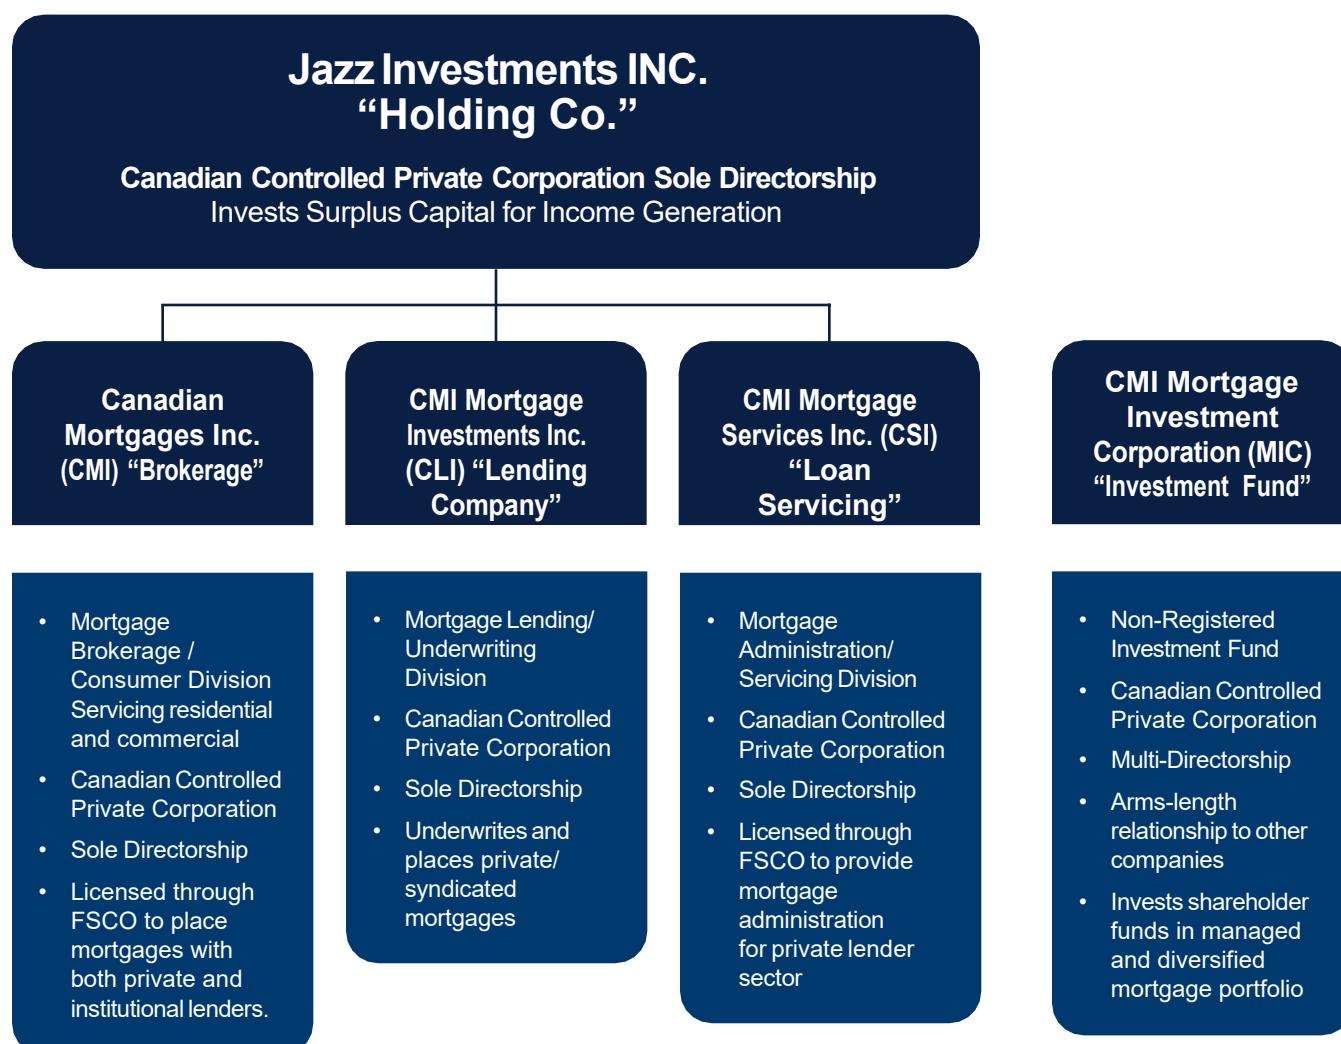 Jazz Investments INC.
“Holding Co.”
Canadian Controlled Private Corporation Sole Directorship
Invests Surplus Capital for Income Generation
Canadian
Mortgages Inc.
(CMI) “Brokerage”
CMI Mortgage
Investments Inc.
(CLI) “Lending
Company”
CMI Mortgage
Services Inc. (CSI)
“Loan
Servicing”
CMI Mortgage
Investment
Corporation (MIC)
“Investment Fund”
• Mortgage
Brokerage /
Consumer Division
Servicing residential
and commercial
• Canadian Controlled
Private Corporation
• Sole Directorship
• Licensed through
FSCO to place
mortgages with
both private and
institutional lenders.
• Mortgage Lending/
Underwriting
Division
• Canadian Controlled
Private Corporation
• Sole Directorship
• Underwrites and
places private/
syndicated
mortgages
• Mortgage
Administration/
Servicing Division
• Canadian Controlled
Private Corporation
• Sole Directorship
• Licensed through
FSCO to provide
mortgage
administration
for private lender
sector
• Non-Registered
Investment Fund
• Canadian Controlled
Private Corporation
• Multi-Directorship
• Arms-length
relationship to other
companies
• Invests shareholder
funds in managed
and diversified
mortgage portfolio